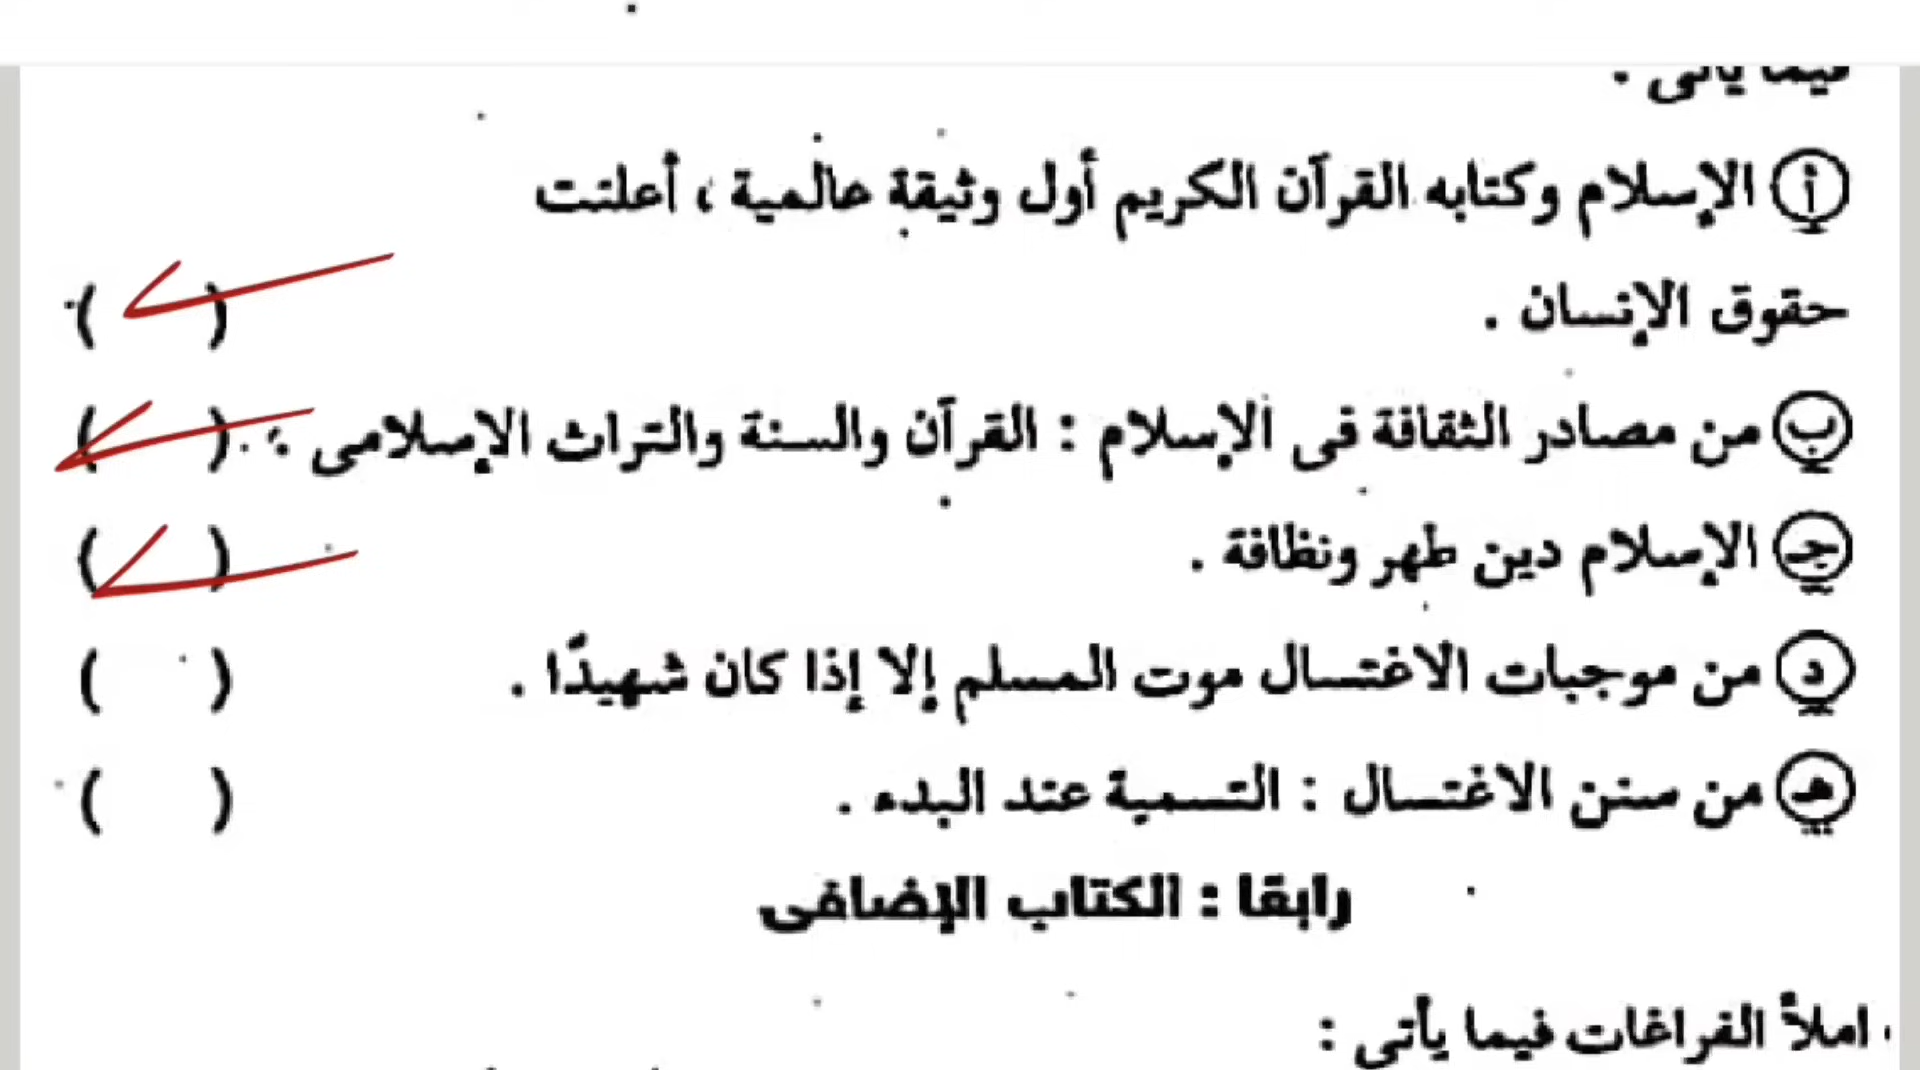 فيما يأتى :
أ الإسلام وكتابه القرآن الكريم أول وثيقة عالمية ، أعلنت
حقوق الإنسان . ( )
ب من مصادر الثقافة فى الإسلام : القرآن والسنة والتراث الإسلامى . ( )
جـ الإسلام دين طهر ونظافة . ( )
د من موجبات الاغتسال موت المسلم إلا إذا كان شهيدًا . ( )
هـ من سنن الاغتسال : التسمية عند البدء . ( )
رابعًا : الكتاب الإضافى
املأ الفراغات فيما يأتى :